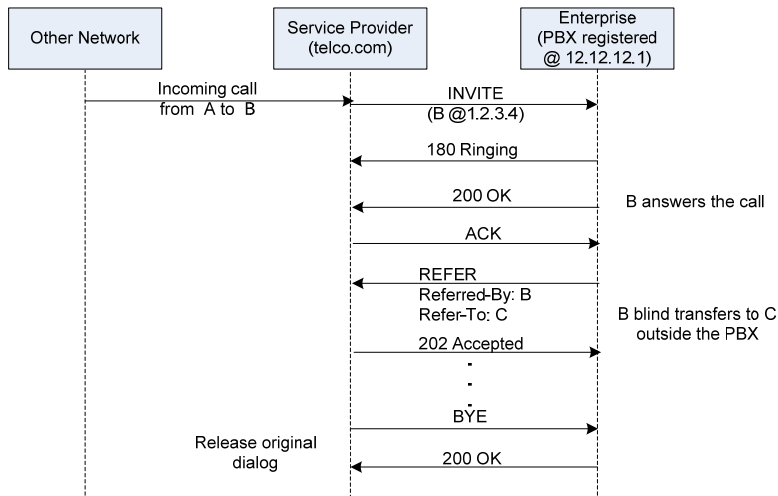 Other Network
Service Provider
(telco.com)
Enterprise
(PBX registered
@ 12.12.12.1)
Incoming call
from A to B
INVITE
(B @1.2.3.4)
180 Ringing
200 OK
B answers the call
ACK
REFER
Referred-By: B
Refer-To: C
B blind transfers to C
outside the PBX
202 Accepted
BYE
Release original
dialog
200 OK